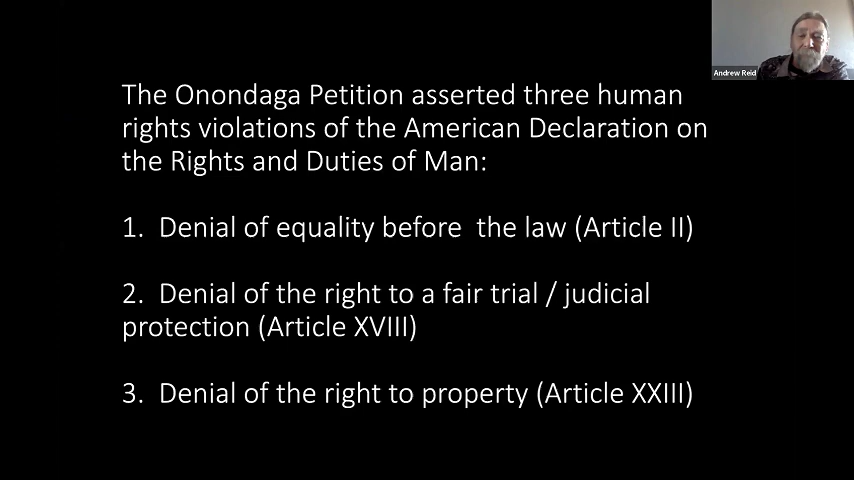 Andrew Reid
The Onondaga Petition asserted three human
rights violations of the American Declaration on
the Rights and Duties of Man:
1. Denial of equality before  the law (Article II)
2. Denial of the right to a fair trial / judicial
protection (Article XVIII)
3. Denial of the right to property (Article XXIII)